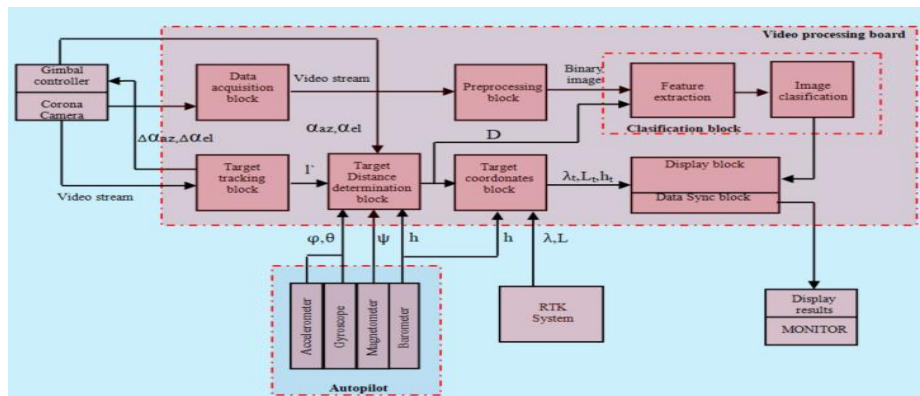 Video processing board
Gimbal
controller
Corona
Camera
Data
acquisition
block
Video stream
Preprocessing
block
Binary
image
Feature
extraction
Image
clasification
Clasification block
Δαaz,Δαel
αaz,αel
D
Target
tracking
block
Target
Distance
determination
block
Target
coordonates
block
λt,Lt,ht
Display block
Data Sync block
Video stream
φ,θ
ψ
h
h
λ,L
Accelerometer
Gyroscope
Magnetometer
Barometer
Autopilot
RTK
System
Display
results
MONITOR